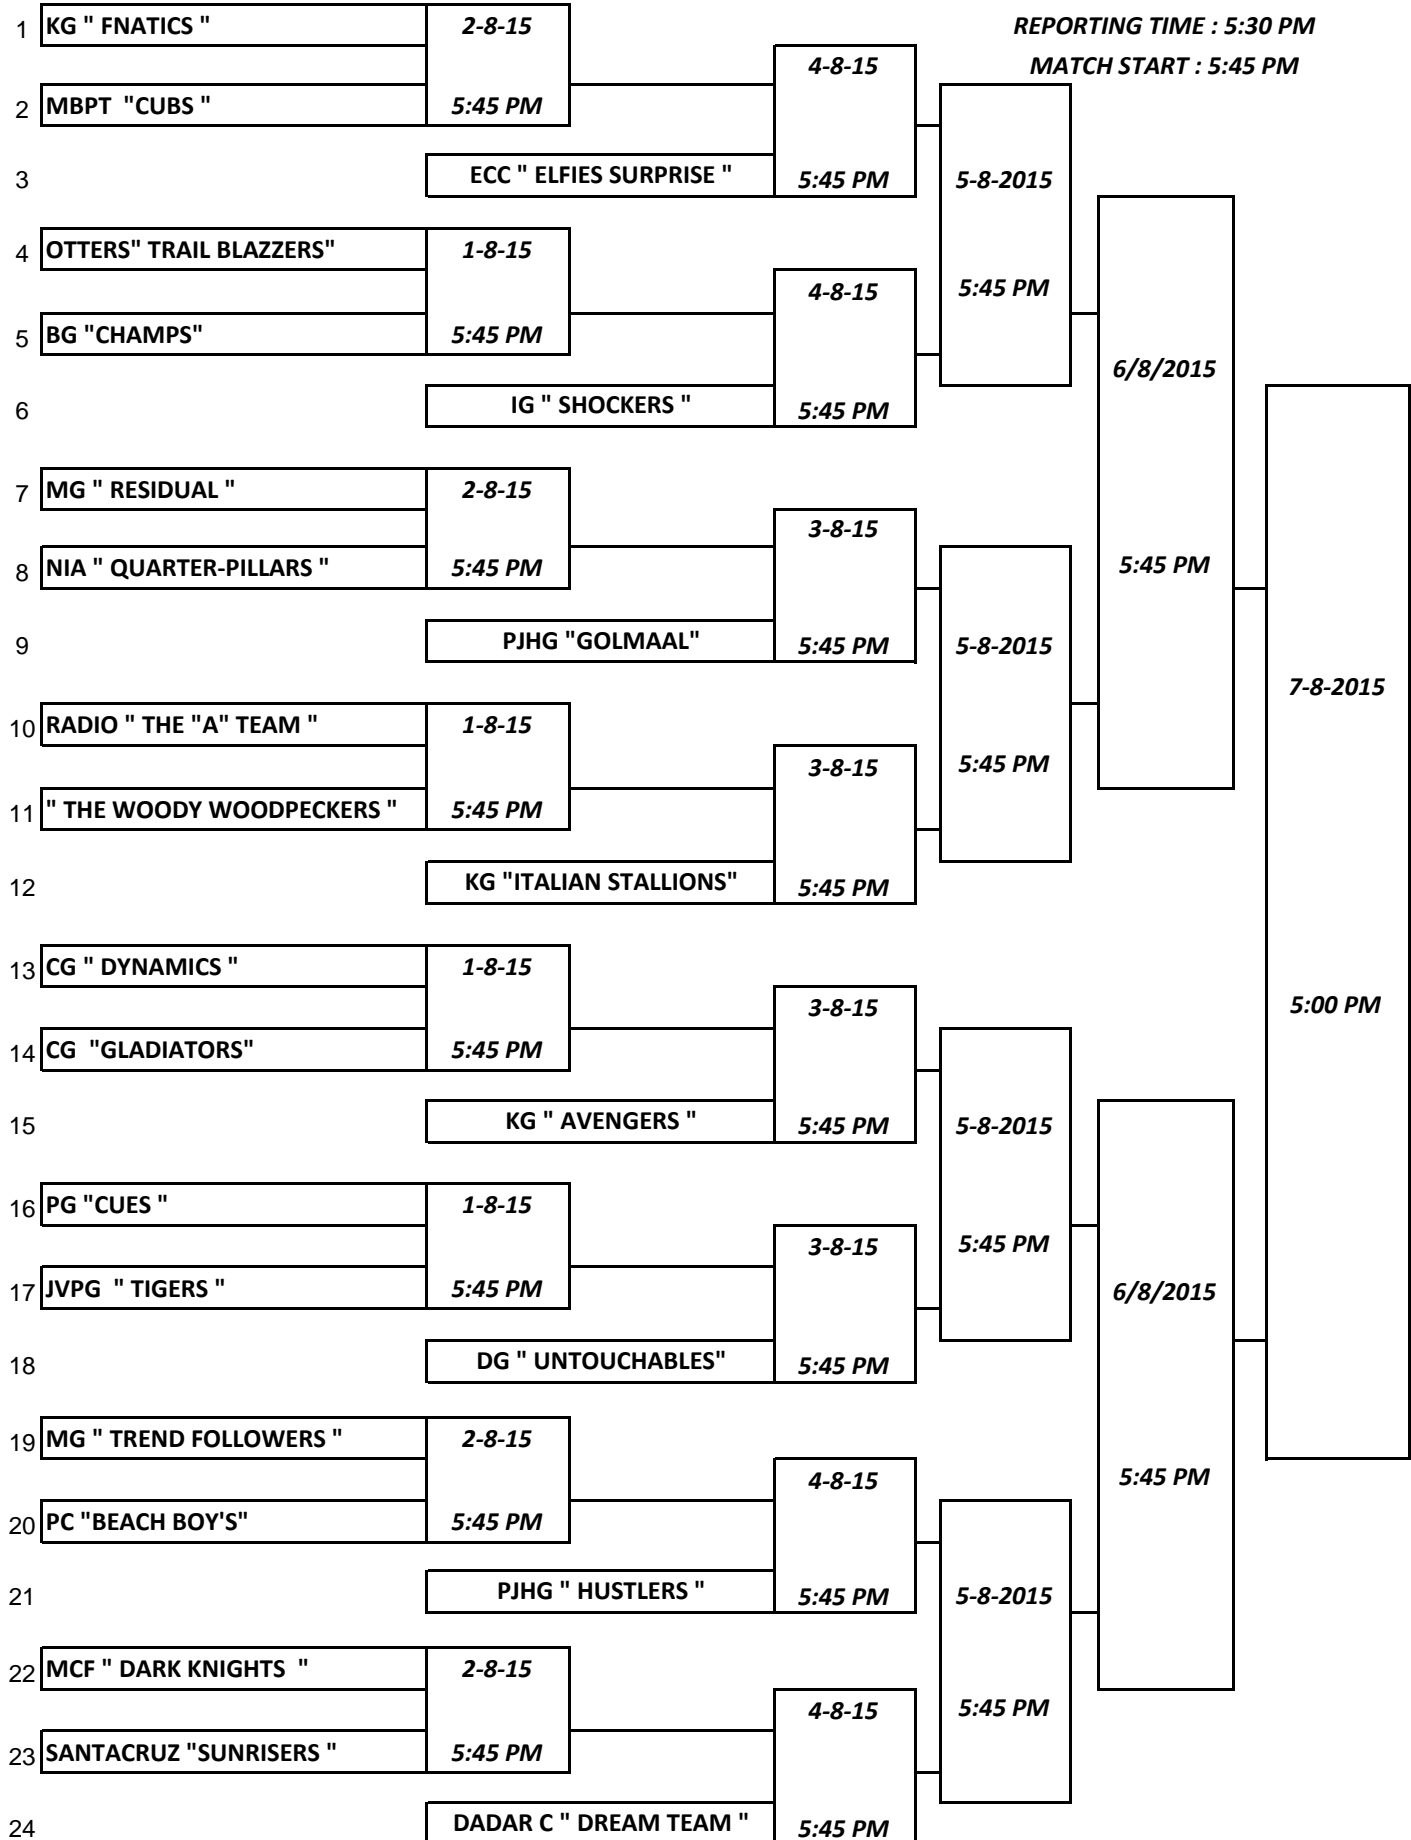 1 KG " FNATICS " 2-8-15 REPORTING TIME : 5:30 PM
4-8-15 MATCH START : 5:45 PM
2 MBPT "CUBS " 5:45 PM
3 ECC " ELFIES SURPRISE " 5:45 PM 5-8-2015
4 OTTERS" TRAIL BLAZZERS" 1-8-15
4-8-15 5:45 PM
5 BG "CHAMPS" 5:45 PM
6/8/2015
6 IG " SHOCKERS " 5:45 PM
7 MG " RESIDUAL " 2-8-15
3-8-15
8 NIA " QUARTER-PILLARS " 5:45 PM 5:45 PM
9 PJHG "GOLMAAL" 5:45 PM 5-8-2015
7-8-2015
10 RADIO " THE "A" TEAM " 1-8-15
3-8-15 5:45 PM
11 " THE WOODY WOODPECKERS " 5:45 PM
12 KG "ITALIAN STALLIONS" 5:45 PM
13 CG " DYNAMICS " 1-8-15
3-8-15 5:00 PM
14 CG "GLADIATORS" 5:45 PM
15 KG " AVENGERS " 5:45 PM 5-8-2015
16 PG "CUES " 1-8-15
3-8-15 5:45 PM
17 JVPG " TIGERS " 5:45 PM 6/8/2015
18 DG " UNTOUCHABLES" 5:45 PM
19 MG " TREND FOLLOWERS " 2-8-15
4-8-15 5:45 PM
20 PC "BEACH BOY'S" 5:45 PM
21 PJHG " HUSTLERS " 5:45 PM 5-8-2015
22 MCF " DARK KNIGHTS " 2-8-15
4-8-15 5:45 PM
23 SANTACRUZ "SUNRISERS " 5:45 PM
24 DADAR C " DREAM TEAM " 5:45 PM